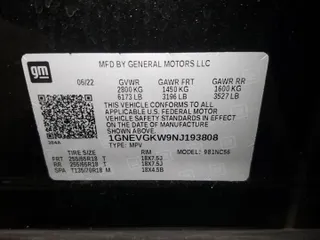 gm
MFD BY GENERAL MOTORS LLC
06/22 GVWR GAWR FRT GAWR RR
2800 KG 1450 KG 1600 KG
6173 LB 3196 LB 3527 LB
THIS VEHICLE CONFORMS TO ALL
APPLICABLE U.S. FEDERAL MOTOR
VEHICLE SAFETY STANDARDS IN
EFFECT ON THE DATE OF
MANUFACTURE SHOWN ABOVE.
1GNEVGKW9NJ193808
TYPE: MPV
TIRE SIZE RIM MODEL:
FRT 255/65R18 T 18X7.5J
RR 255/65R18 T 18X7.5J
SPA T135/70R18 M 18X4.5B